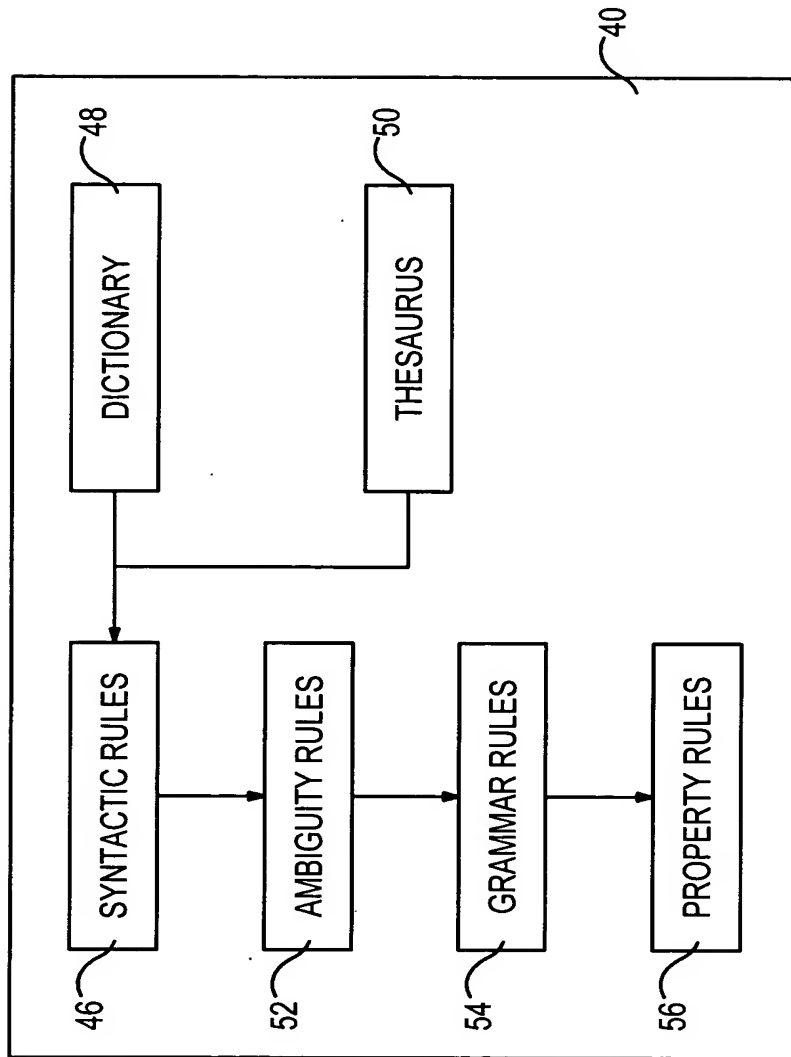 46
SYNTACTIC RULES
DICTIONARY
48
52
AMBIGUITY RULES
THESAURUS
50
54
GRAMMAR RULES
56
PROPERTY RULES
40